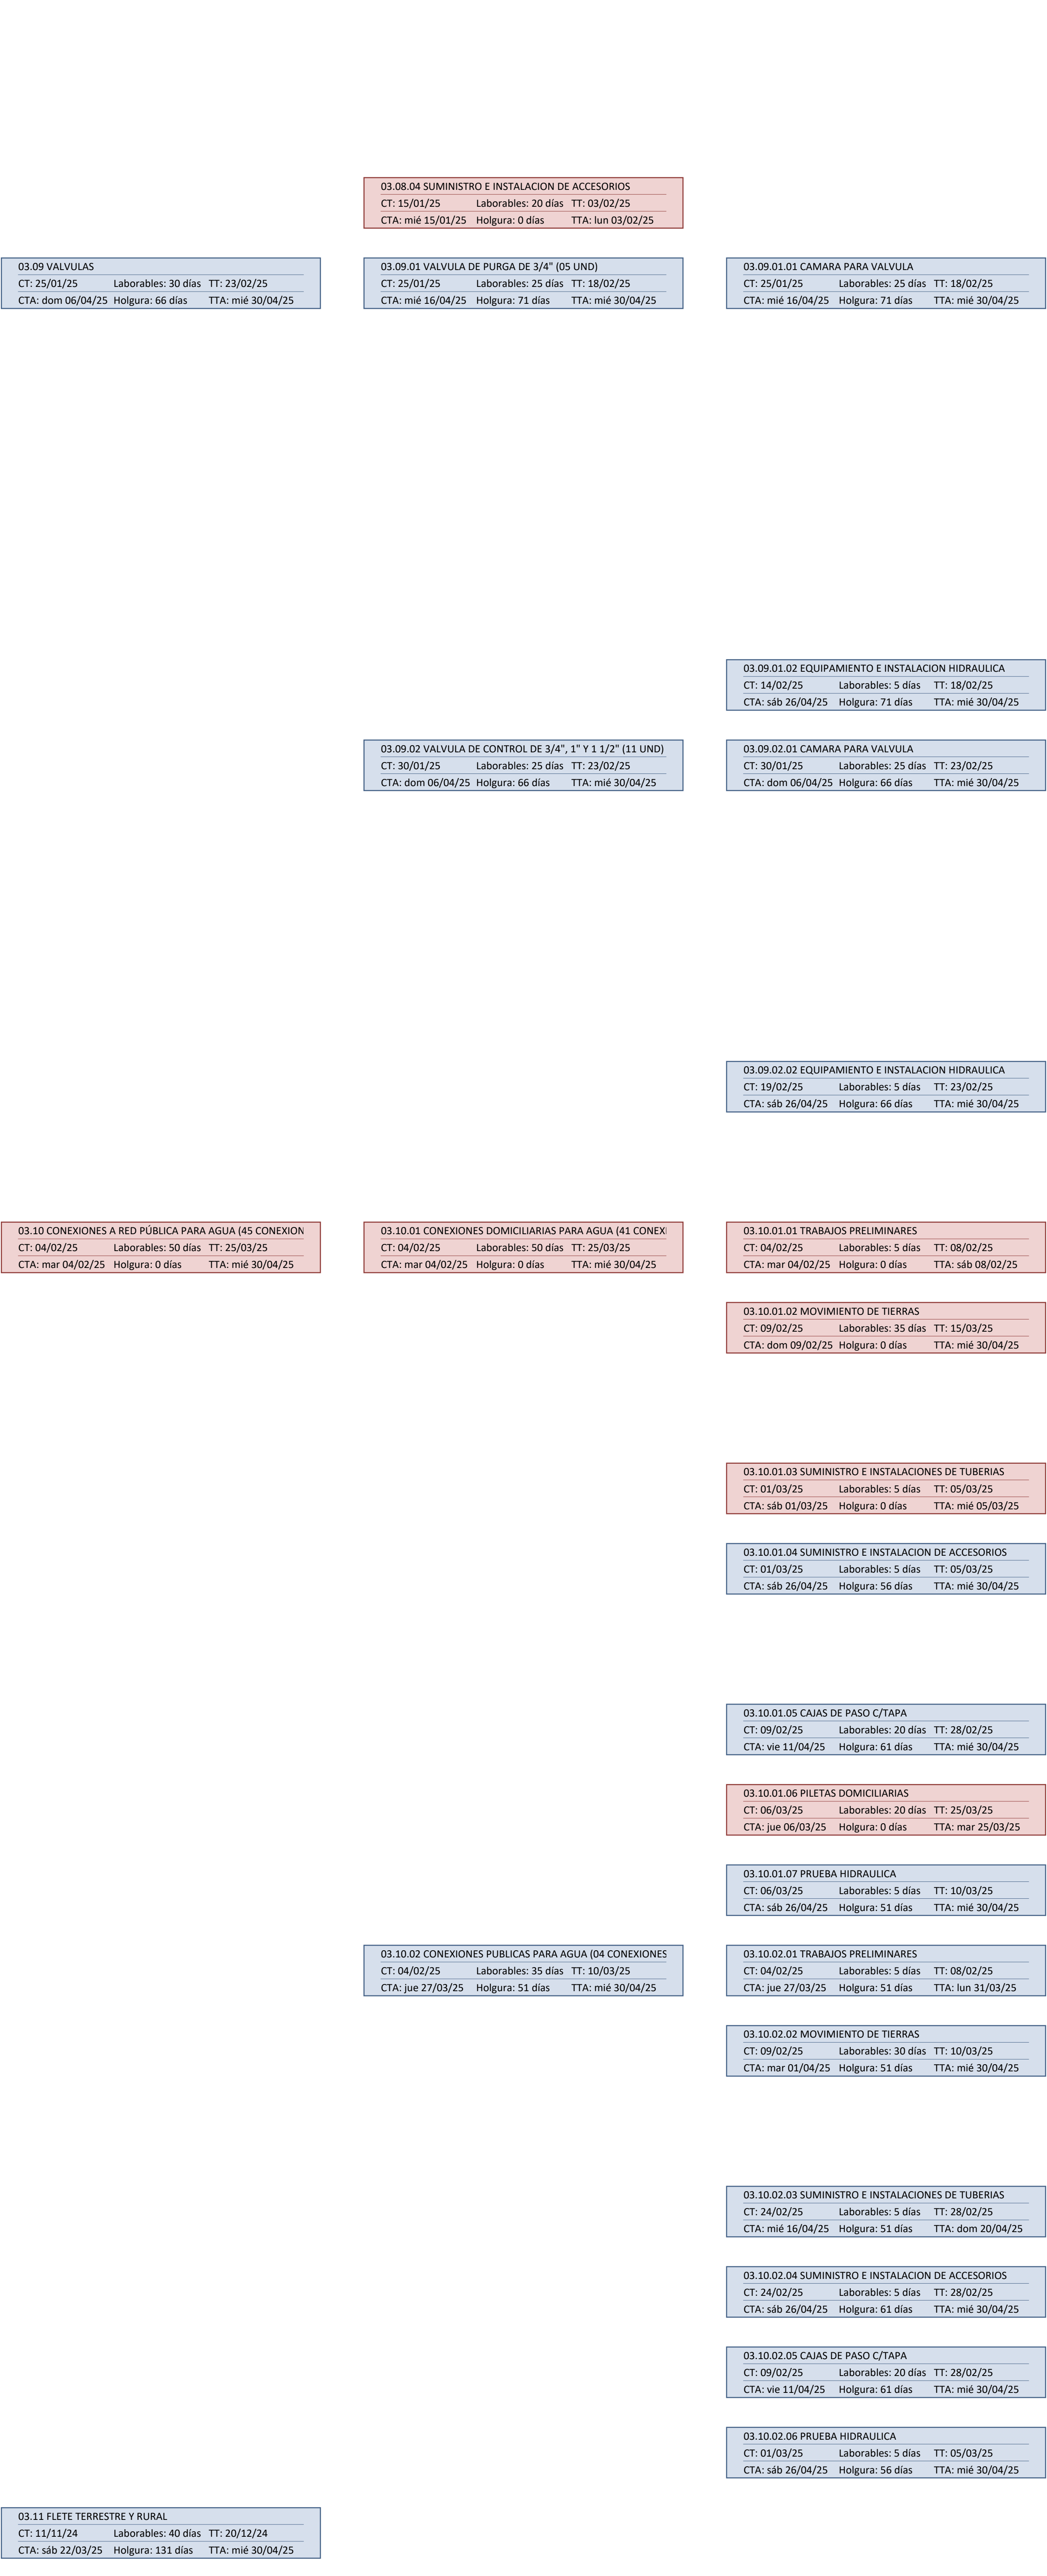 03.08.04 SUMINISTRO E INSTALACION DE ACCESORIOS
CT: 15/01/25 Laborables: 20 días TT: 03/02/25
CTA: mié 15/01/25 Holgura: 0 días TTA: lun 03/02/25
03.09 VALVULAS
CT: 25/01/25 Laborables: 30 días TT: 23/02/25
CTA: dom 06/04/25 Holgura: 66 días TTA: mié 30/04/25
03.09.01 VALVULA DE PURGA DE 3/4" (05 UND)
CT: 25/01/25 Laborables: 25 días TT: 18/02/25
CTA: mié 16/04/25 Holgura: 71 días TTA: mié 30/04/25
03.09.01.01 CAMARA PARA VALVULA
CT: 25/01/25 Laborables: 25 días TT: 18/02/25
CTA: mié 16/04/25 Holgura: 71 días TTA: mié 30/04/25
03.09.01.02 EQUIPAMIENTO E INSTALACION HIDRAULICA
CT: 14/02/25 Laborables: 5 días TT: 18/02/25
CTA: sáb 26/04/25 Holgura: 71 días TTA: mié 30/04/25
03.09.02 VALVULA DE CONTROL DE 3/4", 1" Y 1 1/2" (11 UND)
CT: 30/01/25 Laborables: 25 días TT: 23/02/25
CTA: dom 06/04/25 Holgura: 66 días TTA: mié 30/04/25
03.09.02.01 CAMARA PARA VALVULA
CT: 30/01/25 Laborables: 25 días TT: 23/02/25
CTA: dom 06/04/25 Holgura: 66 días TTA: mié 30/04/25
03.09.02.02 EQUIPAMIENTO E INSTALACION HIDRAULICA
CT: 19/02/25 Laborables: 5 días TT: 23/02/25
CTA: sáb 26/04/25 Holgura: 66 días TTA: mié 30/04/25
03.10 CONEXIONES A RED PÚBLICA PARA AGUA (45 CONEXION
CT: 04/02/25 Laborables: 50 días TT: 25/03/25
CTA: mar 04/02/25 Holgura: 0 días TTA: mié 30/04/25
03.10.01 CONEXIONES DOMICILIARIAS PARA AGUA (41 CONEXI
CT: 04/02/25 Laborables: 50 días TT: 25/03/25
CTA: mar 04/02/25 Holgura: 0 días TTA: mié 30/04/25
03.10.01.01 TRABAJOS PRELIMINARES
CT: 04/02/25 Laborables: 5 días TT: 08/02/25
CTA: mar 04/02/25 Holgura: 0 días TTA: sáb 08/02/25
03.10.01.02 MOVIMIENTO DE TIERRAS
CT: 09/02/25 Laborables: 35 días TT: 15/03/25
CTA: dom 09/02/25 Holgura: 0 días TTA: mié 30/04/25
03.10.01.03 SUMINISTRO E INSTALACIONES DE TUBERIAS
CT: 01/03/25 Laborables: 5 días TT: 05/03/25
CTA: sáb 01/03/25 Holgura: 0 días TTA: mié 05/03/25
03.10.01.04 SUMINISTRO E INSTALACION DE ACCESORIOS
CT: 01/03/25 Laborables: 5 días TT: 05/03/25
CTA: sáb 26/04/25 Holgura: 56 días TTA: mié 30/04/25
03.10.01.05 CAJAS DE PASO C/TAPA
CT: 09/02/25 Laborables: 20 días TT: 28/02/25
CTA: vie 11/04/25 Holgura: 61 días TTA: mié 30/04/25
03.10.01.06 PILETAS DOMICILIARIAS
CT: 06/03/25 Laborables: 20 días TT: 25/03/25
CTA: jue 06/03/25 Holgura: 0 días TTA: mar 25/03/25
03.10.01.07 PRUEBA HIDRAULICA
CT: 06/03/25 Laborables: 5 días TT: 10/03/25
CTA: sáb 26/04/25 Holgura: 51 días TTA: mié 30/04/25
03.10.02 CONEXIONES PUBLICAS PARA AGUA (04 CONEXIONES
CT: 04/02/25 Laborables: 35 días TT: 10/03/25
CTA: jue 27/03/25 Holgura: 51 días TTA: mié 30/04/25
03.10.02.01 TRABAJOS PRELIMINARES
CT: 04/02/25 Laborables: 5 días TT: 08/02/25
CTA: jue 27/03/25 Holgura: 51 días TTA: lun 31/03/25
03.10.02.02 MOVIMIENTO DE TIERRAS
CT: 09/02/25 Laborables: 30 días TT: 10/03/25
CTA: mar 01/04/25 Holgura: 51 días TTA: mié 30/04/25
03.10.02.03 SUMINISTRO E INSTALACIONES DE TUBERIAS
CT: 24/02/25 Laborables: 5 días TT: 28/02/25
CTA: mié 16/04/25 Holgura: 51 días TTA: dom 20/04/25
03.10.02.04 SUMINISTRO E INSTALACION DE ACCESORIOS
CT: 24/02/25 Laborables: 5 días TT: 28/02/25
CTA: sáb 26/04/25 Holgura: 61 días TTA: mié 30/04/25
03.10.02.05 CAJAS DE PASO C/TAPA
CT: 09/02/25 Laborables: 20 días TT: 28/02/25
CTA: vie 11/04/25 Holgura: 61 días TTA: mié 30/04/25
03.10.02.06 PRUEBA HIDRAULICA
CT: 01/03/25 Laborables: 5 días TT: 05/03/25
CTA: sáb 26/04/25 Holgura: 56 días TTA: mié 30/04/25
03.11 FLETE TERRESTRE Y RURAL
CT: 11/11/24 Laborables: 40 días TT: 20/12/24
CTA: sáb 22/03/25 Holgura: 131 días TTA: mié 30/04/25